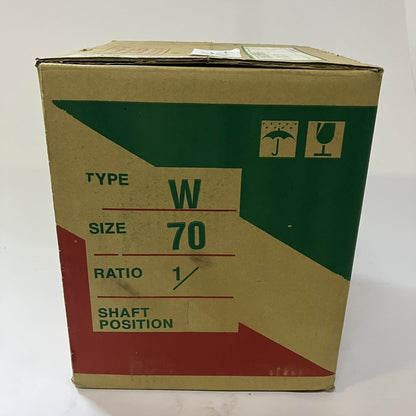 TYPE W
SIZE 70
RATIO 1/
SHAFT
POSITION